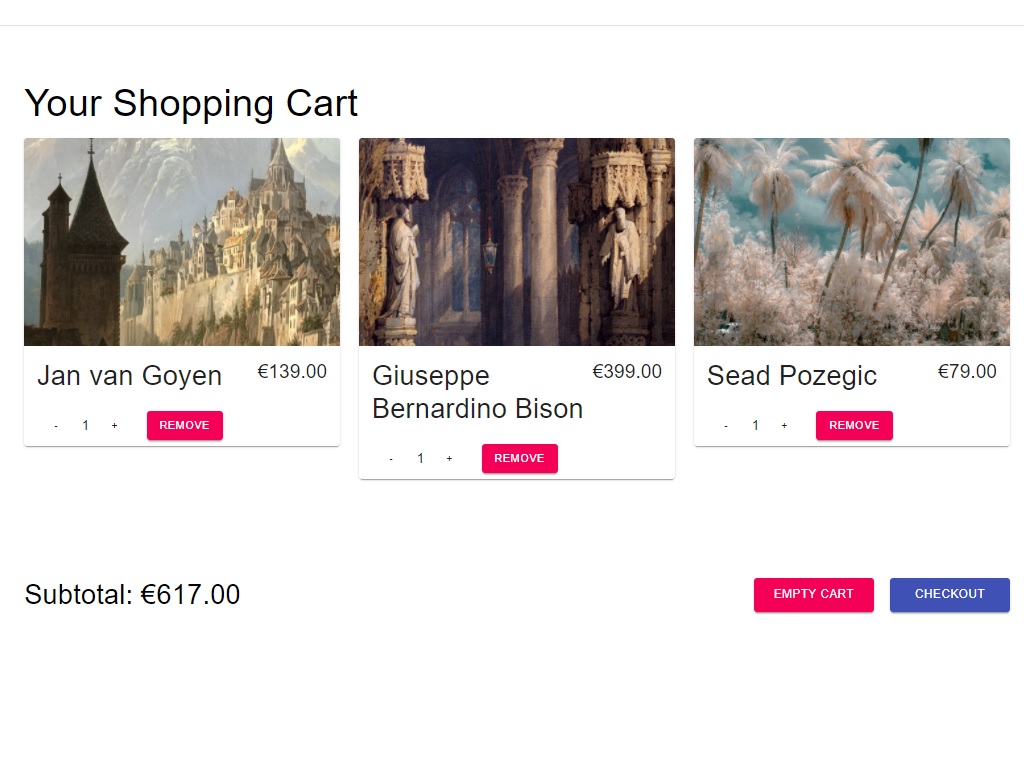 Your Shopping Cart
Jan van Goyen €139.00
- 1 + REMOVE
Giuseppe €399.00
Bernardino Bison
- 1 + REMOVE
Sead Pozegic €79.00
- 1 + REMOVE
Subtotal: €617.00
EMPTY CART
CHECKOUT